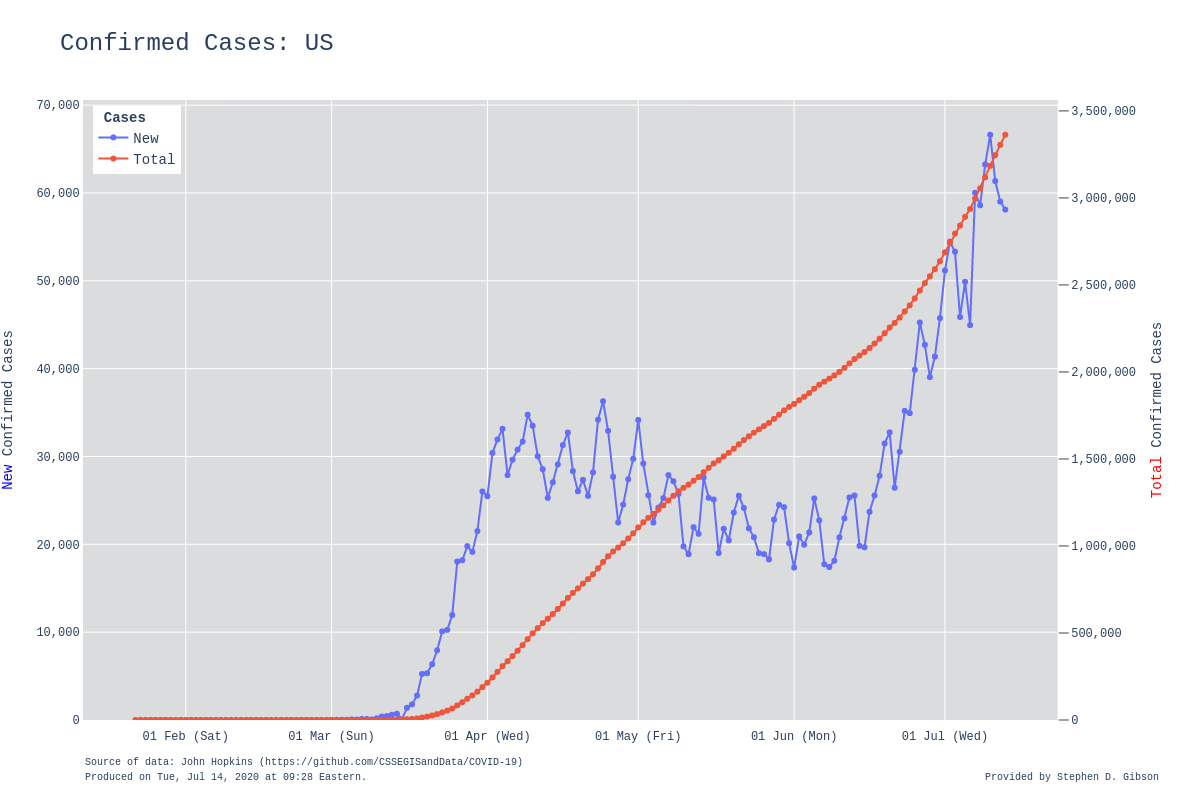 Confirmed Cases: US
Cases
New
Total
70,000
60,000
50,000
40,000
30,000
20,000
10,000
0
New Confirmed Cases
3,500,000
3,000,000
2,500,000
2,000,000
1,500,000
1,000,000
500,000
0
Total Confirmed Cases
01 Feb (Sat) 01 Mar (Sun) 01 Apr (Wed) 01 May (Fri) 01 Jun (Mon) 01 Jul (Wed)
Source of data: John Hopkins (https://github.com/CSSEGISandData/COVID-19)
Produced on Tue, Jul 14, 2020 at 09:28 Eastern.
Provided by Stephen D. Gibson